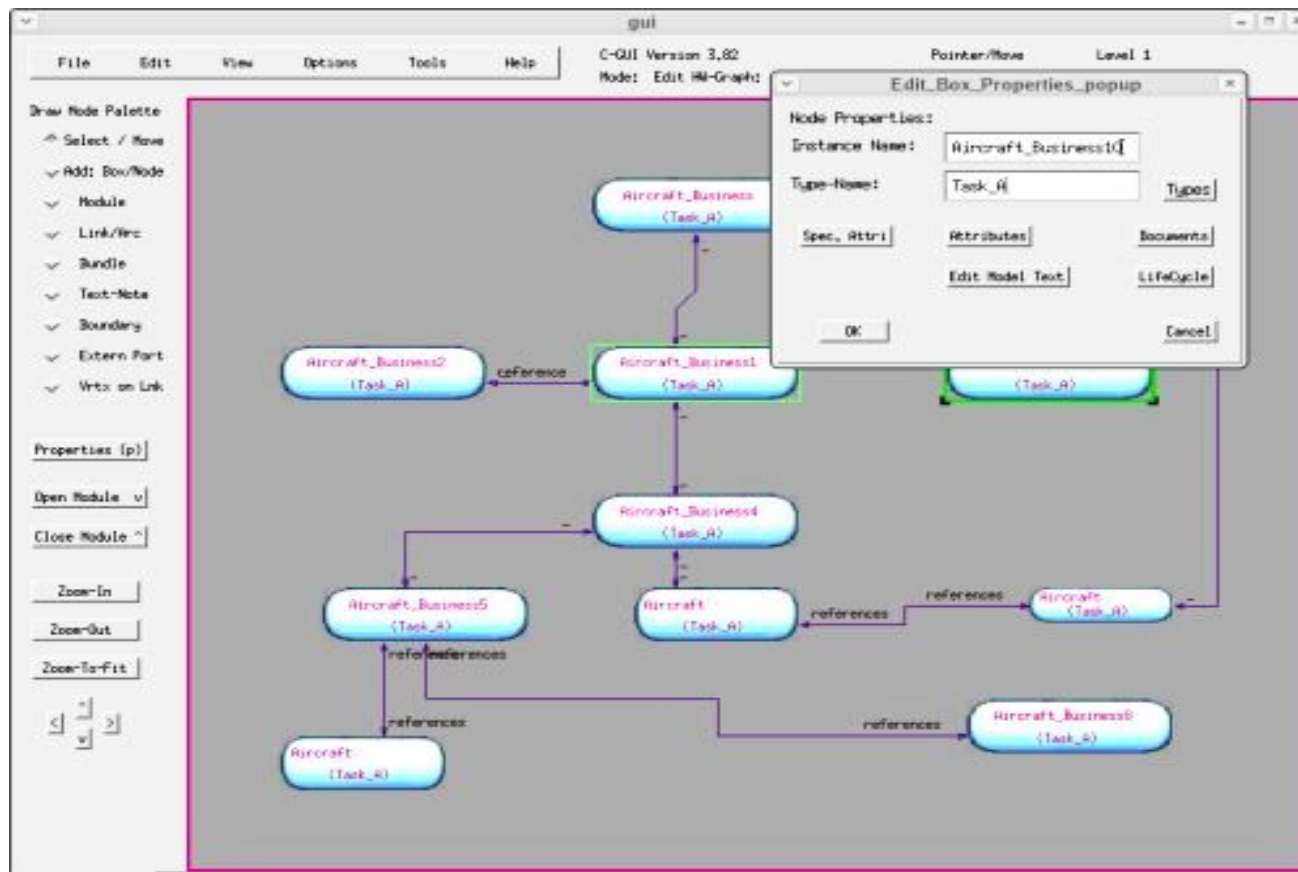 gui
File Edit View Options Tools Help
C-GUI Version 3.82 Pointer/Move Level 1
Mode: Edit HW-Graph:
Edit_Box_Properties_popup
Node Properties:
Instance Name: Aircraft_Business10
Type-Name: Task_A Types
Spec. Attri Attributes Documents
Edit Model Text LifeCycle
OK Cancel
Draw Node Palette
Select / Move
Add: Box/Node
Module
Link/Arc
Bundle
Text-Note
Boundary
Extern Port
Vrtx on Lnk
Properties (p)
Open Module v
Close Module ^
Zoom-In
Zoom-Out
Zoom-To-Fit
< ^ v >
Aircraft_Business
(Task_A)
Aircraft_Business2
(Task_A)
Aircraft_Business1
(Task_A)
(Task_A)
Aircraft_Business4
(Task_A)
Aircraft_Business5
(Task_A)
Aircraft
(Task_A)
references
references
Aircraft
(Task_A)
references
references
references
Aircraft
(Task_A)
Aircraft_Business8
(Task_A)